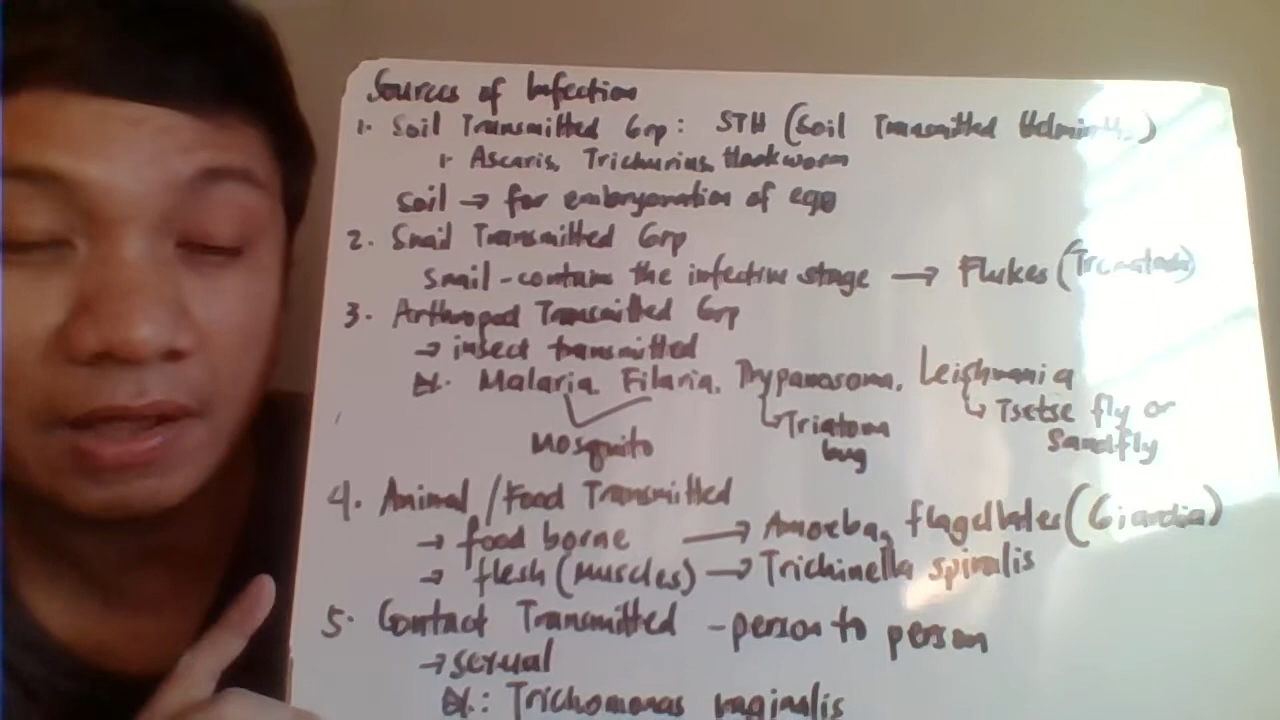 Sources of Infection
1. Soil Transmitted Grp: STH (Soil Transmitted Helminths)
1. Ascaris, Trichurius, Hookworm
soil → for embryonation of egg
2. Snail Transmitted Grp
snail - contains the infective stage → Flukes (Trematods)
3. Arthropod Transmitted Grp
→ insect transmitted
Ex. Malaria, Filaria, Trypanosoma, Leishmania
Mosquito
↳ Triatoma bug
↳ Tsetse fly or Sandfly
4. Animal / Food Transmitted
→ food borne → Amoeba, flagellates (Giardia)
→ flesh (muscles) → Trichinella spiralis
5. Contact Transmitted - person to person
→ sexual
Ex.: Trichomonas vaginalis